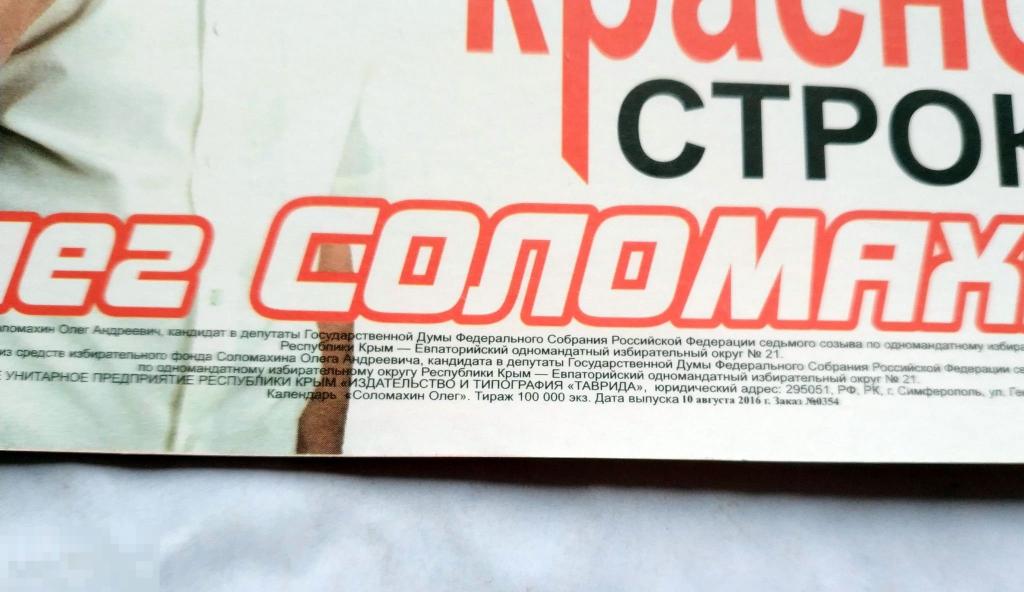 красно
СТРОК
лег СОЛОМАХ
Соломахин Олег Андреевич, кандидат в депутаты Государственной Думы Федерального Собрания Российской Федерации седьмого созыва по одномандатному избира
Республики Крым — Евпаторийский одномандатный избирательный округ № 21.
из средств избирательного фонда Соломахина Олега Андреевича, кандидата в депутаты Государственной Думы Федерального Собрания Российской Федерации се
по одномандатному избирательному округу Республики Крым — Евпаторийский одномандатный избирательный округ № 21.
Е УНИТАРНОЕ ПРЕДПРИЯТИЕ РЕСПУБЛИКИ КРЫМ «ИЗДАТЕЛЬСТВО И ТИПОГРАФИЯ «ТАВРИДА», юридический адрес: 295051, РФ, РК, г. Симферополь, ул. Ге
Календарь «Соломахин Олег». Тираж 100 000 экз. Дата выпуска 10 августа 2016 г. Заказ №0354